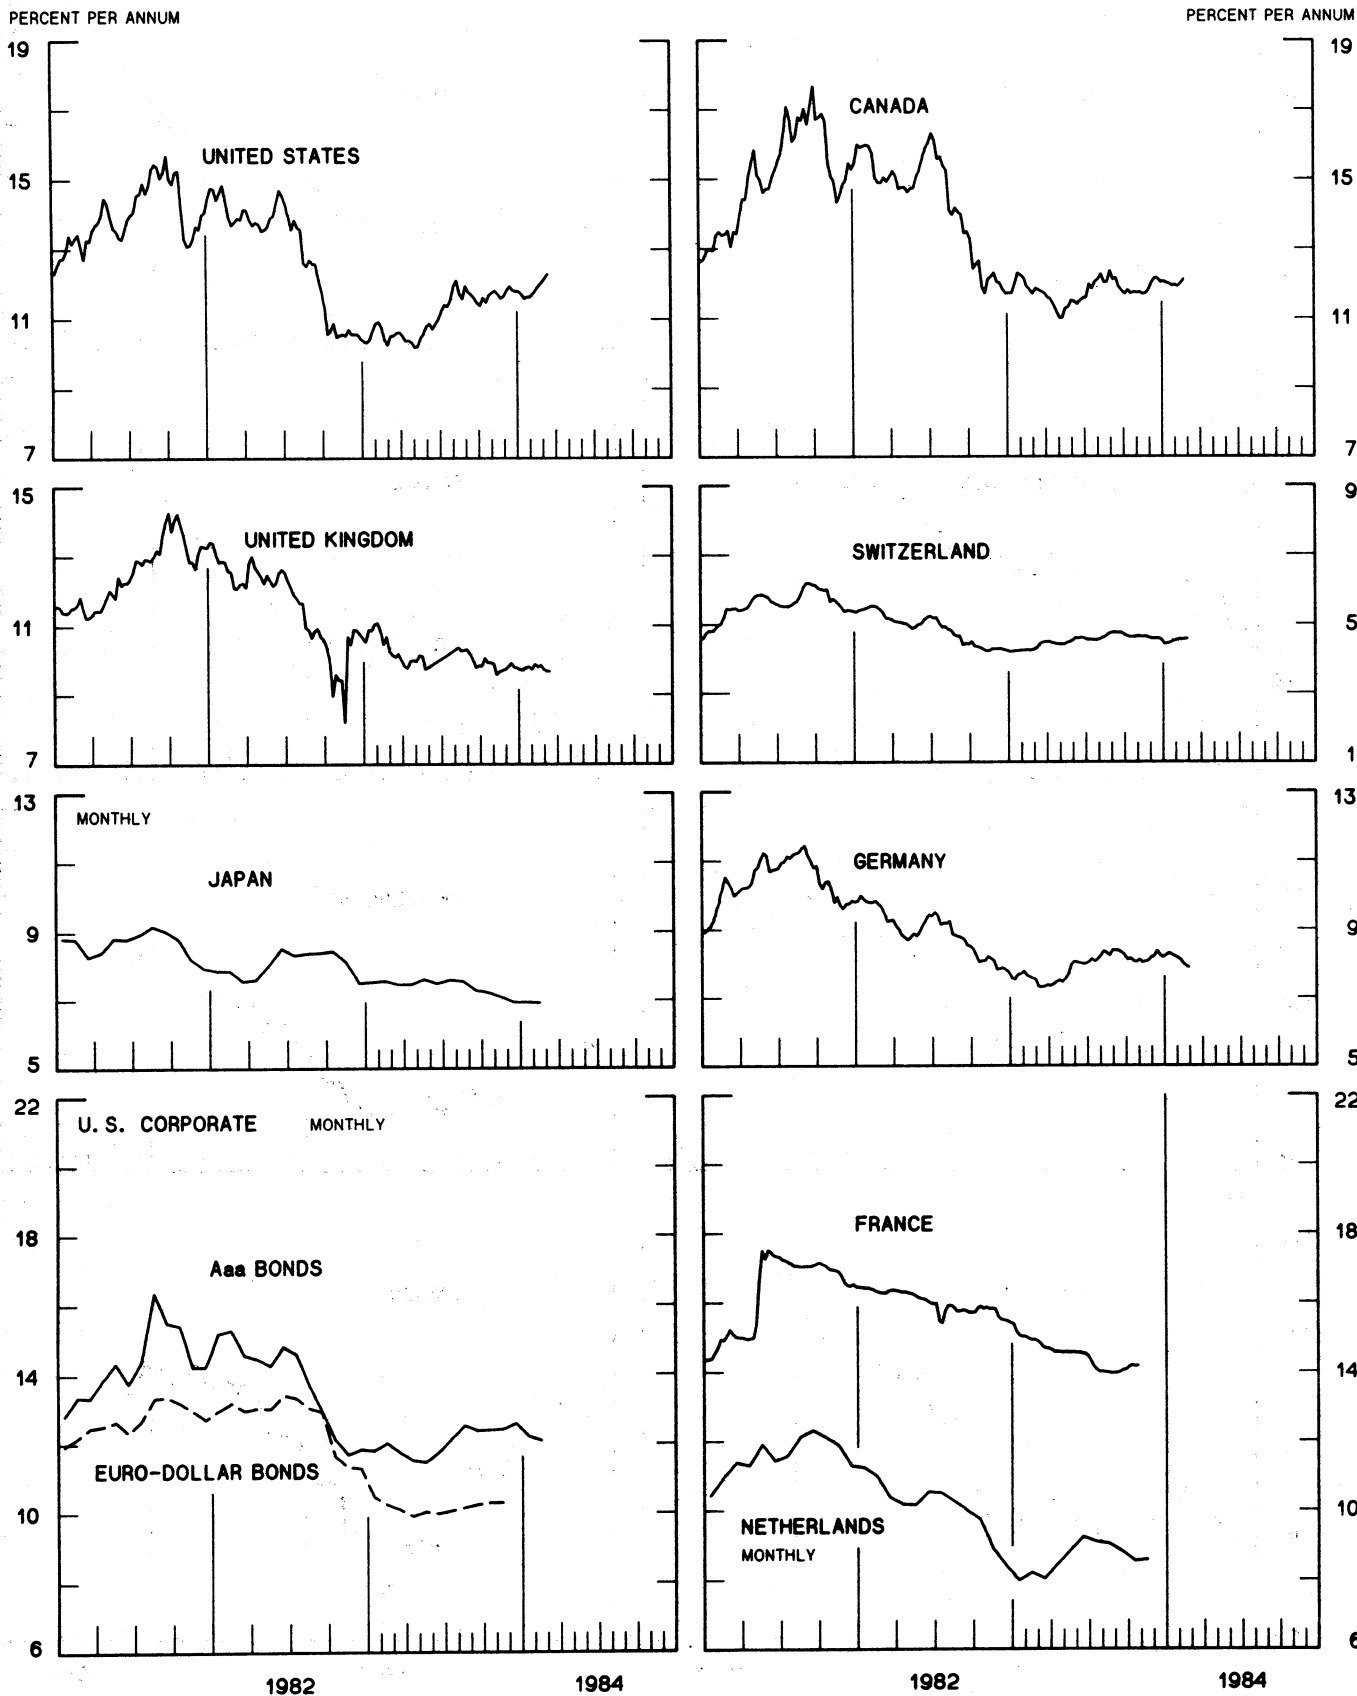 PERCENT PER ANNUM PERCENT PER ANNUM
19 19
UNITED STATES CANADA
15 15
11 11
7 7
15 9
UNITED KINGDOM SWITZERLAND
11 5
7 1
13 13
MONTHLY
JAPAN GERMANY
9 9
5 5
22 22
U.S. CORPORATE MONTHLY
FRANCE
18 18
Aaa BONDS
14 14
EURO-DOLLAR BONDS
10 10
NETHERLANDS
MONTHLY
6 6
1982 1984 1982 1984